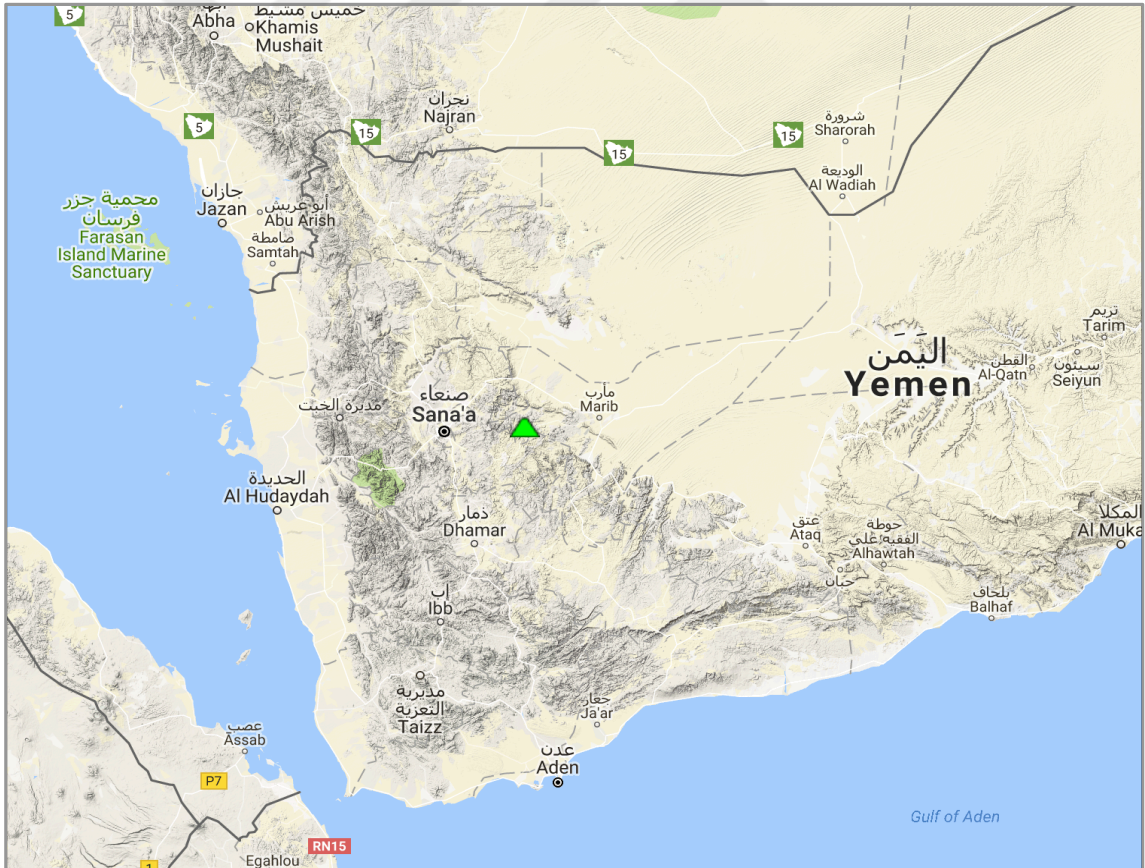 5
أبها
Abha
خميس مشيط
Khamis
Mushait
نجران
Najran
5
15
15
15
شرورة
Sharorah
الوديعة
Al Wadiah
محمية جزر
فرسان
Farasan
Island Marine
Sanctuary
جازان
Jazan
أبو عريش
Abu Arish
صامطة
Samtah
تريم
Tarim
القطن
Al-Qatn
سيئون
Seiyun
اليَمَن
Yemen
مديرة الخبت
صنعاء
Sana'a
مأرب
Marib
الحديدة
Al Hudaydah
ذمار
Dhamar
عتق
Ataq
حوطة
الفقيه علي
Alhawtah
المكلا
Al Muka
حبان
بلحاف
Balhaf
إب
Ibb
مديرية
التعزية
Taizz
جعار
Ja'ar
عصب
Assab
عدن
Aden
P7
Gulf of Aden
RN15
Egahlou
1